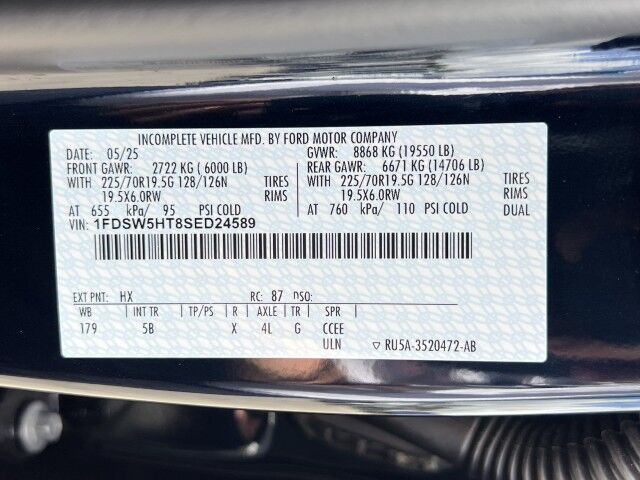 INCOMPLETE VEHICLE MFD. BY FORD MOTOR COMPANY
DATE: 05/25 GVWR: 8868 KG (19550 LB)
FRONT GAWR: 2722 KG ( 6000 LB) REAR GAWR: 6671 KG (14706 LB)
WITH 225/70R19.5G 128/126N TIRES WITH 225/70R19.5G 128/126N TIRES
19.5X6.0RW RIMS 19.5X6.0RW RIMS
AT 655 kPa/ 95 PSI COLD AT 760 kPa/ 110 PSI COLD DUAL
VIN: 1FDSW5HT8SED24589
EXT PNT: HX RC: 87 DSO:
WB INT TR TP/PS R AXLE TR SPR
179 5B X 4L G CCEE
ULN ▽ RU5A-3520472-AB